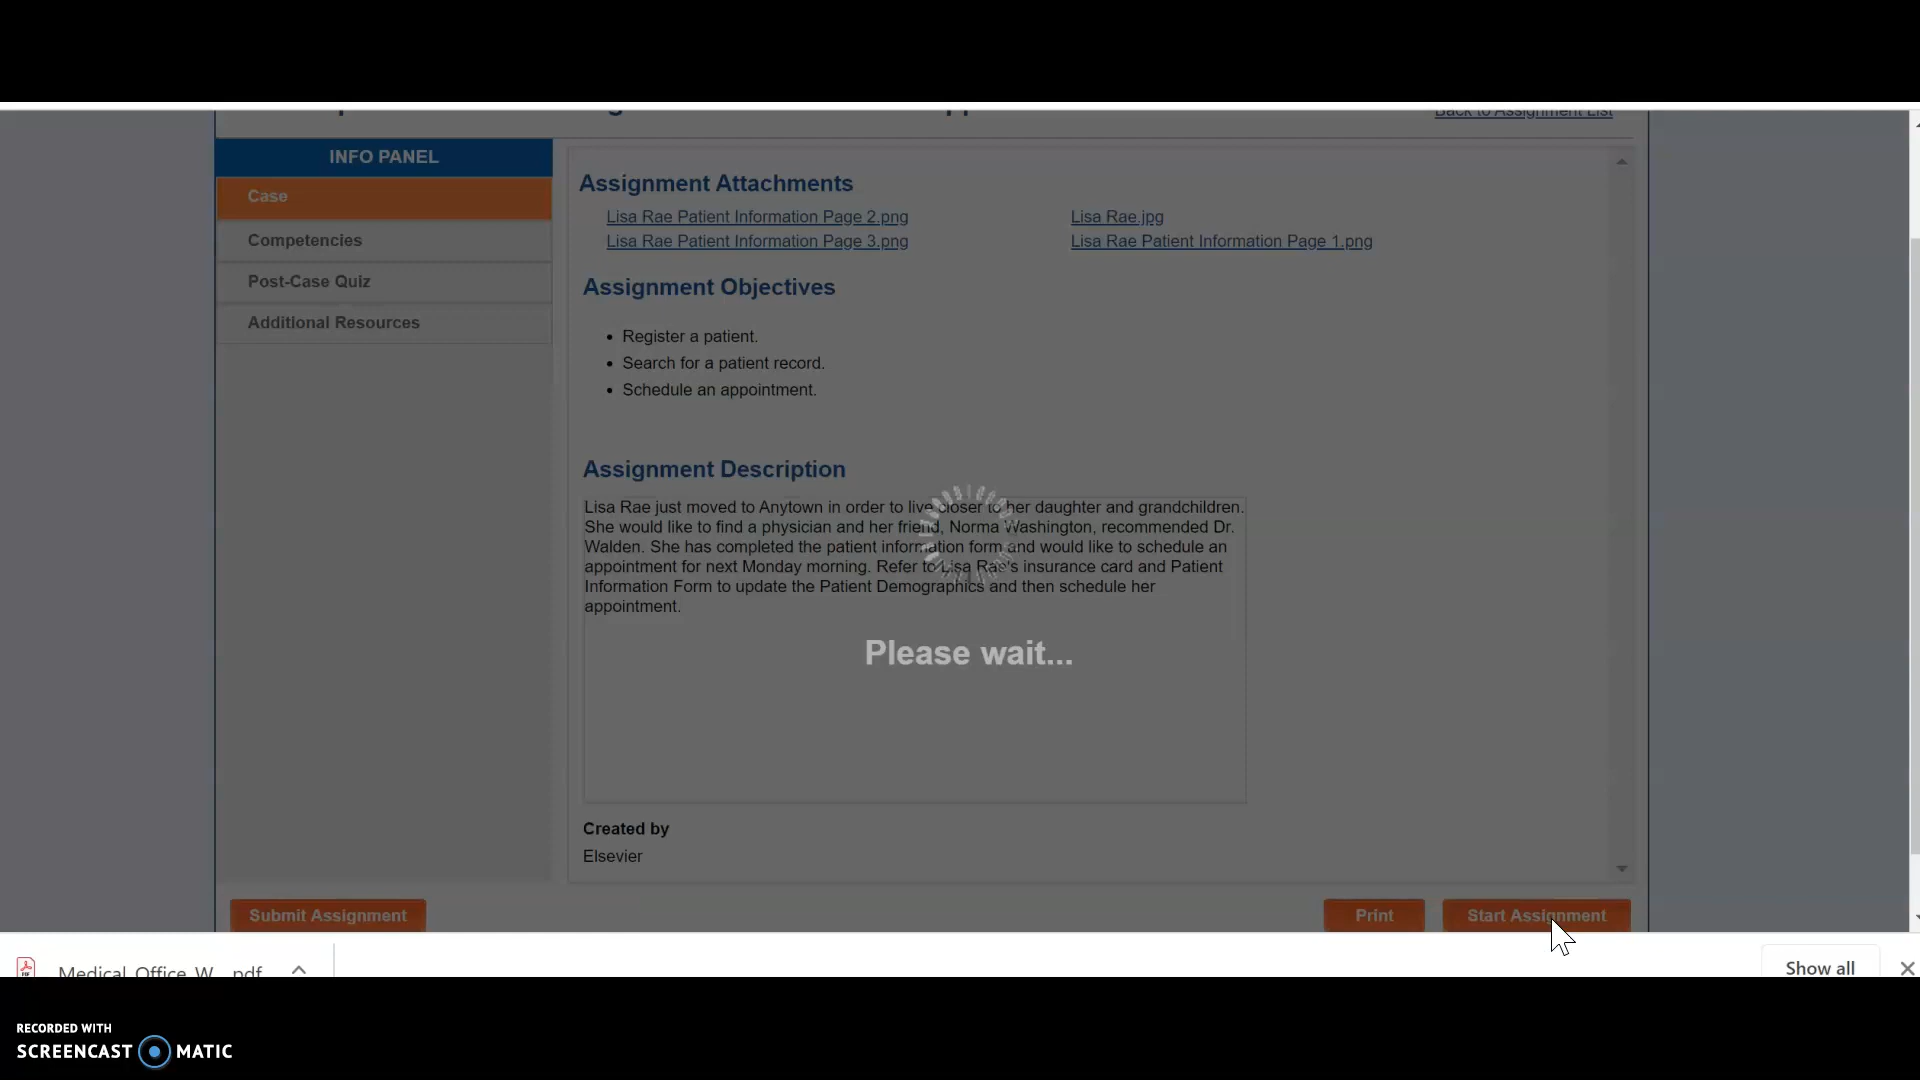 Back to Assignment List
INFO PANEL
Case
Competencies
Post-Case Quiz
Additional Resources
Assignment Attachments
Lisa Rae Patient Information Page 2.png
Lisa Rae.jpg
Lisa Rae Patient Information Page 3.png
Lisa Rae Patient Information Page 1.png
Assignment Objectives
• Register a patient.
• Search for a patient record.
• Schedule an appointment.
Assignment Description
Lisa Rae just moved to Anytown in order to live closer to her daughter and grandchildren.
She would like to find a physician and her friend, Norma Washington, recommended Dr.
Walden. She has completed the patient information form and would like to schedule an
appointment for next Monday morning. Refer to Lisa Rae's insurance card and Patient
Information Form to update the Patient Demographics and then schedule her
appointment.
Please wait...
Created by
Elsevier
Submit Assignment
Print
Start Assignment
Medical Office W....pdf
Show all
RECORDED WITH
SCREENCAST MATIC